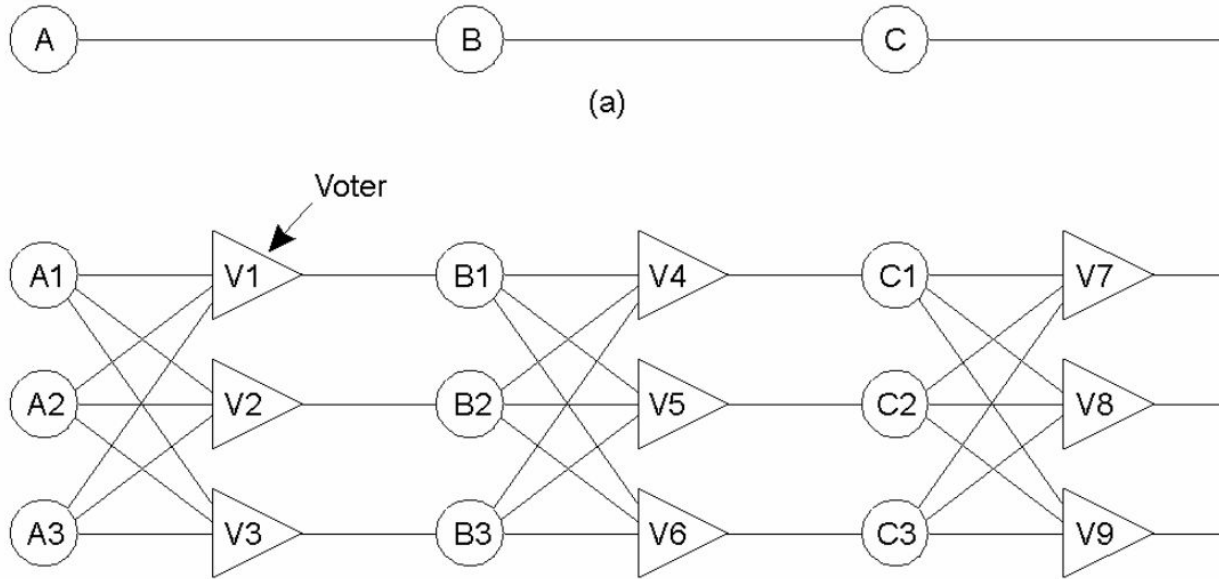 A B C
(a)
Voter
A1 V1 B1 V4 C1 V7
A2 V2 B2 V5 C2 V8
A3 V3 B3 V6 C3 V9